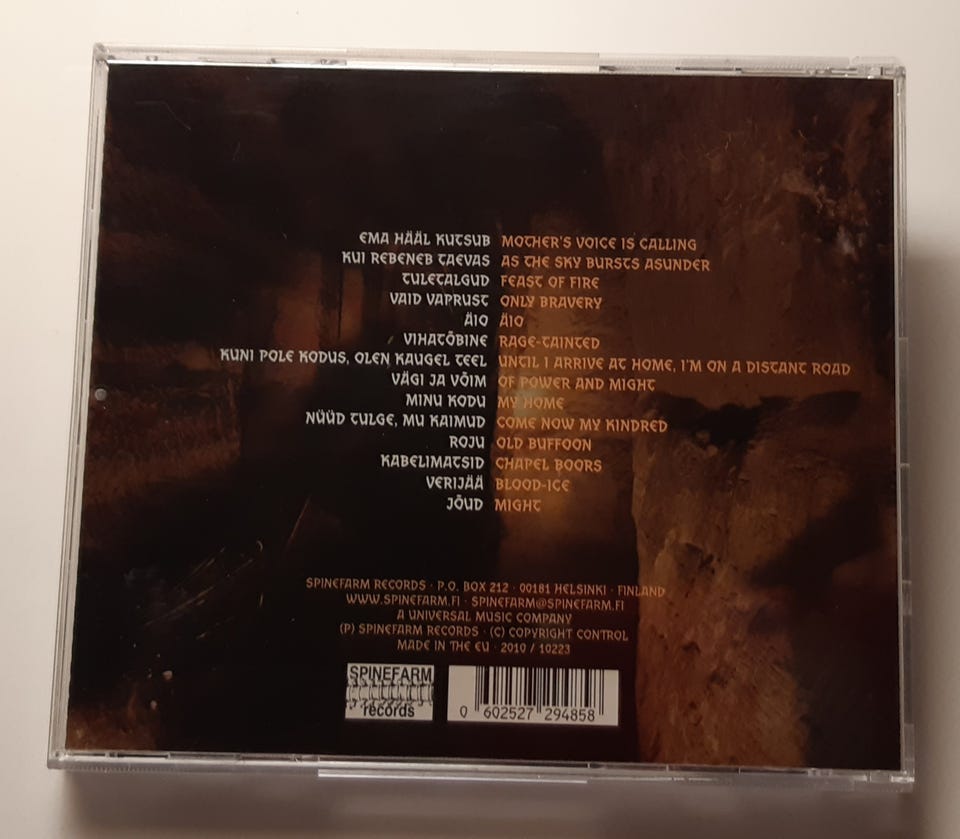 EMA HÄÄL KUTSUB MOTHER'S VOICE IS CALLING
KUI REBENEB TAEVAS AS THE SKY BURSTS ASUNDER
TULETALGUD FEAST OF FIRE
VAID VAPRUST ONLY BRAVERY
ÄIO ÄIO
VIHATÕBINE RAGE-TAINTED
KUNI POLE KODUS, OLEN KAUGEL TEEL UNTIL I ARRIVE AT HOME, I'M ON A DISTANT ROAD
VÄGI JA VÕIM OF POWER AND MIGHT
MINU KODU MY HOME
NÜÜD TULGE, MU KAIMUD COME NOW MY KINDRED
ROJU OLD BUFFOON
KABELIMATSID CHAPEL BOORS
VERIJÄÄ BLOOD-ICE
JÕUD MIGHT
SPINEFARM RECORDS · P.O. BOX 212 · 00181 HELSINKI · FINLAND
WWW.SPINEFARM.FI · SPINEFARM@SPINEFARM.FI
A UNIVERSAL MUSIC COMPANY
(P) SPINEFARM RECORDS · (C) COPYRIGHT CONTROL
MADE IN THE EU · 2010 / 10223
SPINEFARM
records
0 602527 294858